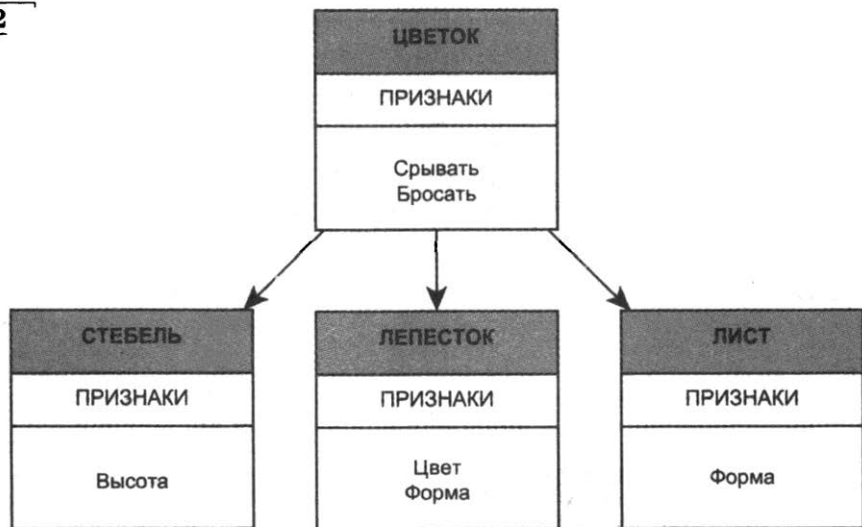 2
ЦВЕТОК
ПРИЗНАКИ
Срывать
Бросать
СТЕБЕЛЬ
ПРИЗНАКИ
Высота
ЛЕПЕСТОК
ПРИЗНАКИ
Цвет
Форма
ЛИСТ
ПРИЗНАКИ
Форма